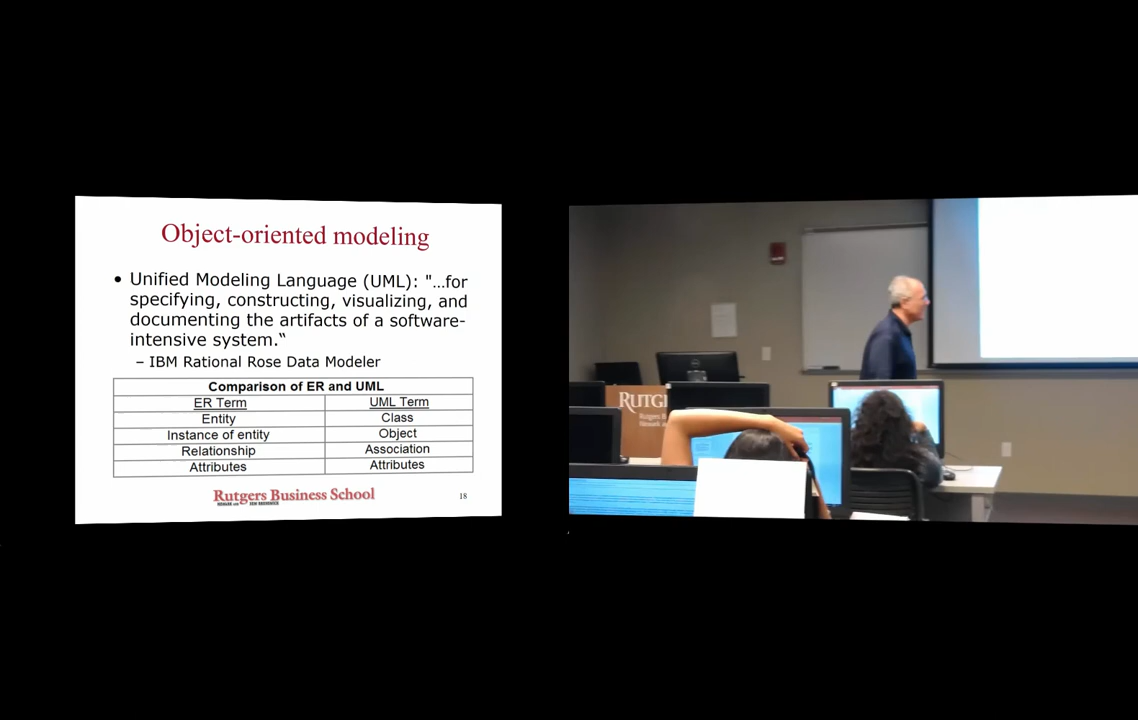 Object-oriented modeling
• Unified Modeling Language (UML): "...for
specifying, constructing, visualizing, and
documenting the artifacts of a software-
intensive system.“
– IBM Rational Rose Data Modeler
Comparison of ER and UML
ER Term UML Term
Entity Class
Instance of entity Object
Relationship Association
Attributes Attributes
Rutgers Business School
18